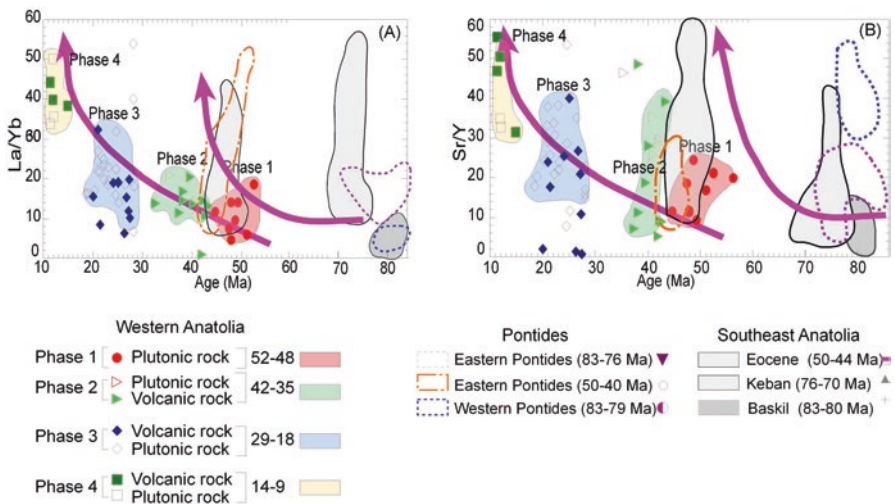 60
50
40
30
60
20
10
0
La/Yb
(A)
Phase 4
Phase 3
Phase 2
Phase 1
10 20 30 40 50 60 70 80
Age (Ma)
60
50
40
30
20
10
0
Sr/Y
(B)
Phase 4
Phase 3
Phase 2
Phase 1
10 20 30 40 50 60 70 80
Age (Ma)
Western Anatolia
Phase 1 Plutonic rock 52-48
Phase 2 Plutonic rock 42-35
Volcanic rock
Phase 3 Volcanic rock 29-18
Plutonic rock
Phase 4 Volcanic rock 14-9
Plutonic rock
Pontides
Eastern Pontides (83-76 Ma)
Eastern Pontides (50-40 Ma)
Western Pontides (83-79 Ma)
Southeast Anatolia
Eocene (50-44 Ma)
Keban (76-70 Ma)
Baskil (83-80 Ma)